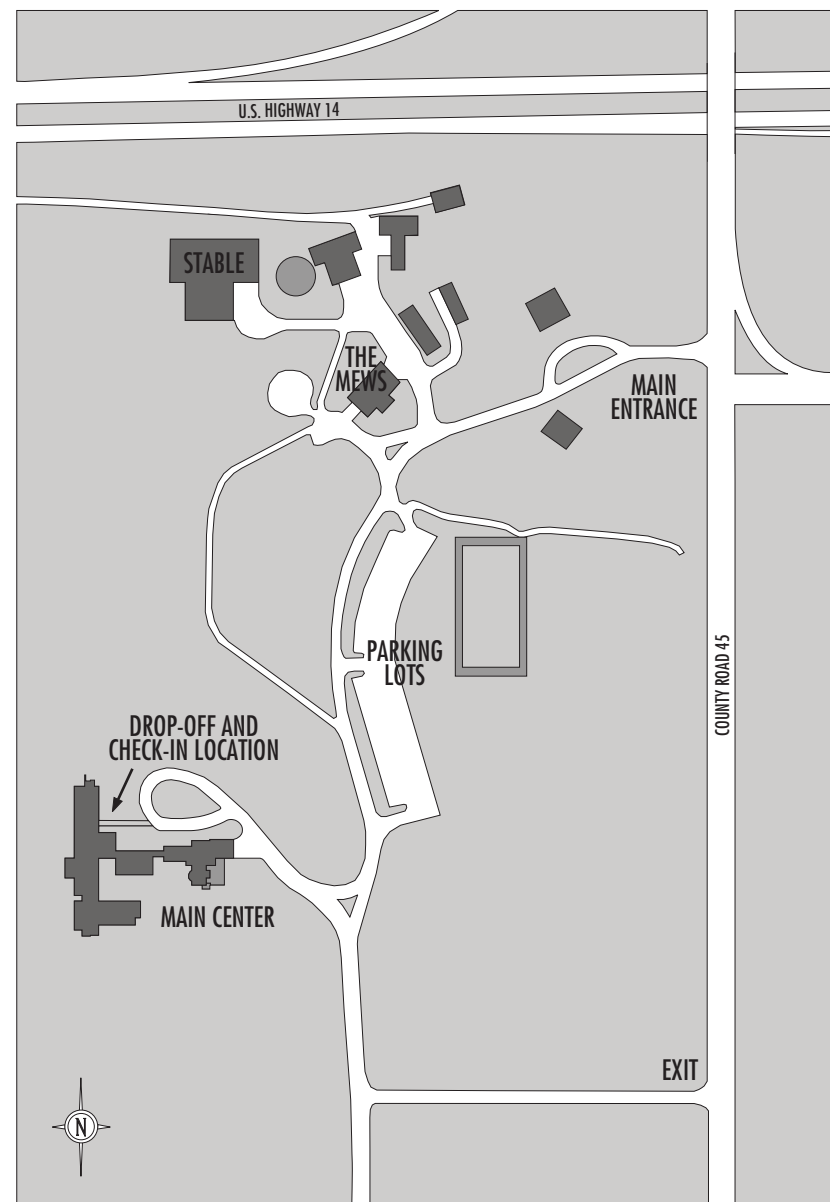 U.S. HIGHWAY 14
STABLE
THE
MEWS
MAIN
ENTRANCE
PARKING
LOTS
COUNTY ROAD 45
DROP-OFF AND
CHECK-IN LOCATION
MAIN CENTER
EXIT
N